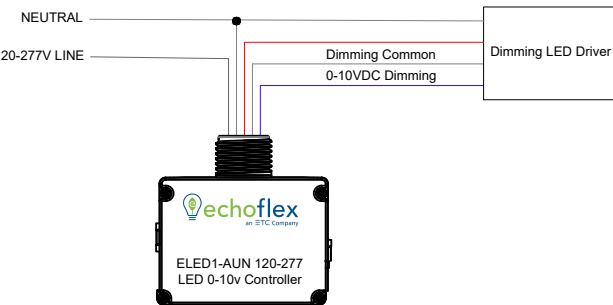 NEUTRAL
20-277V LINE
Dimming Common
0-10VDC Dimming
Dimming LED Driver
echoflex
an ETC Company
ELED1-AUN 120-277
LED 0-10v Controller